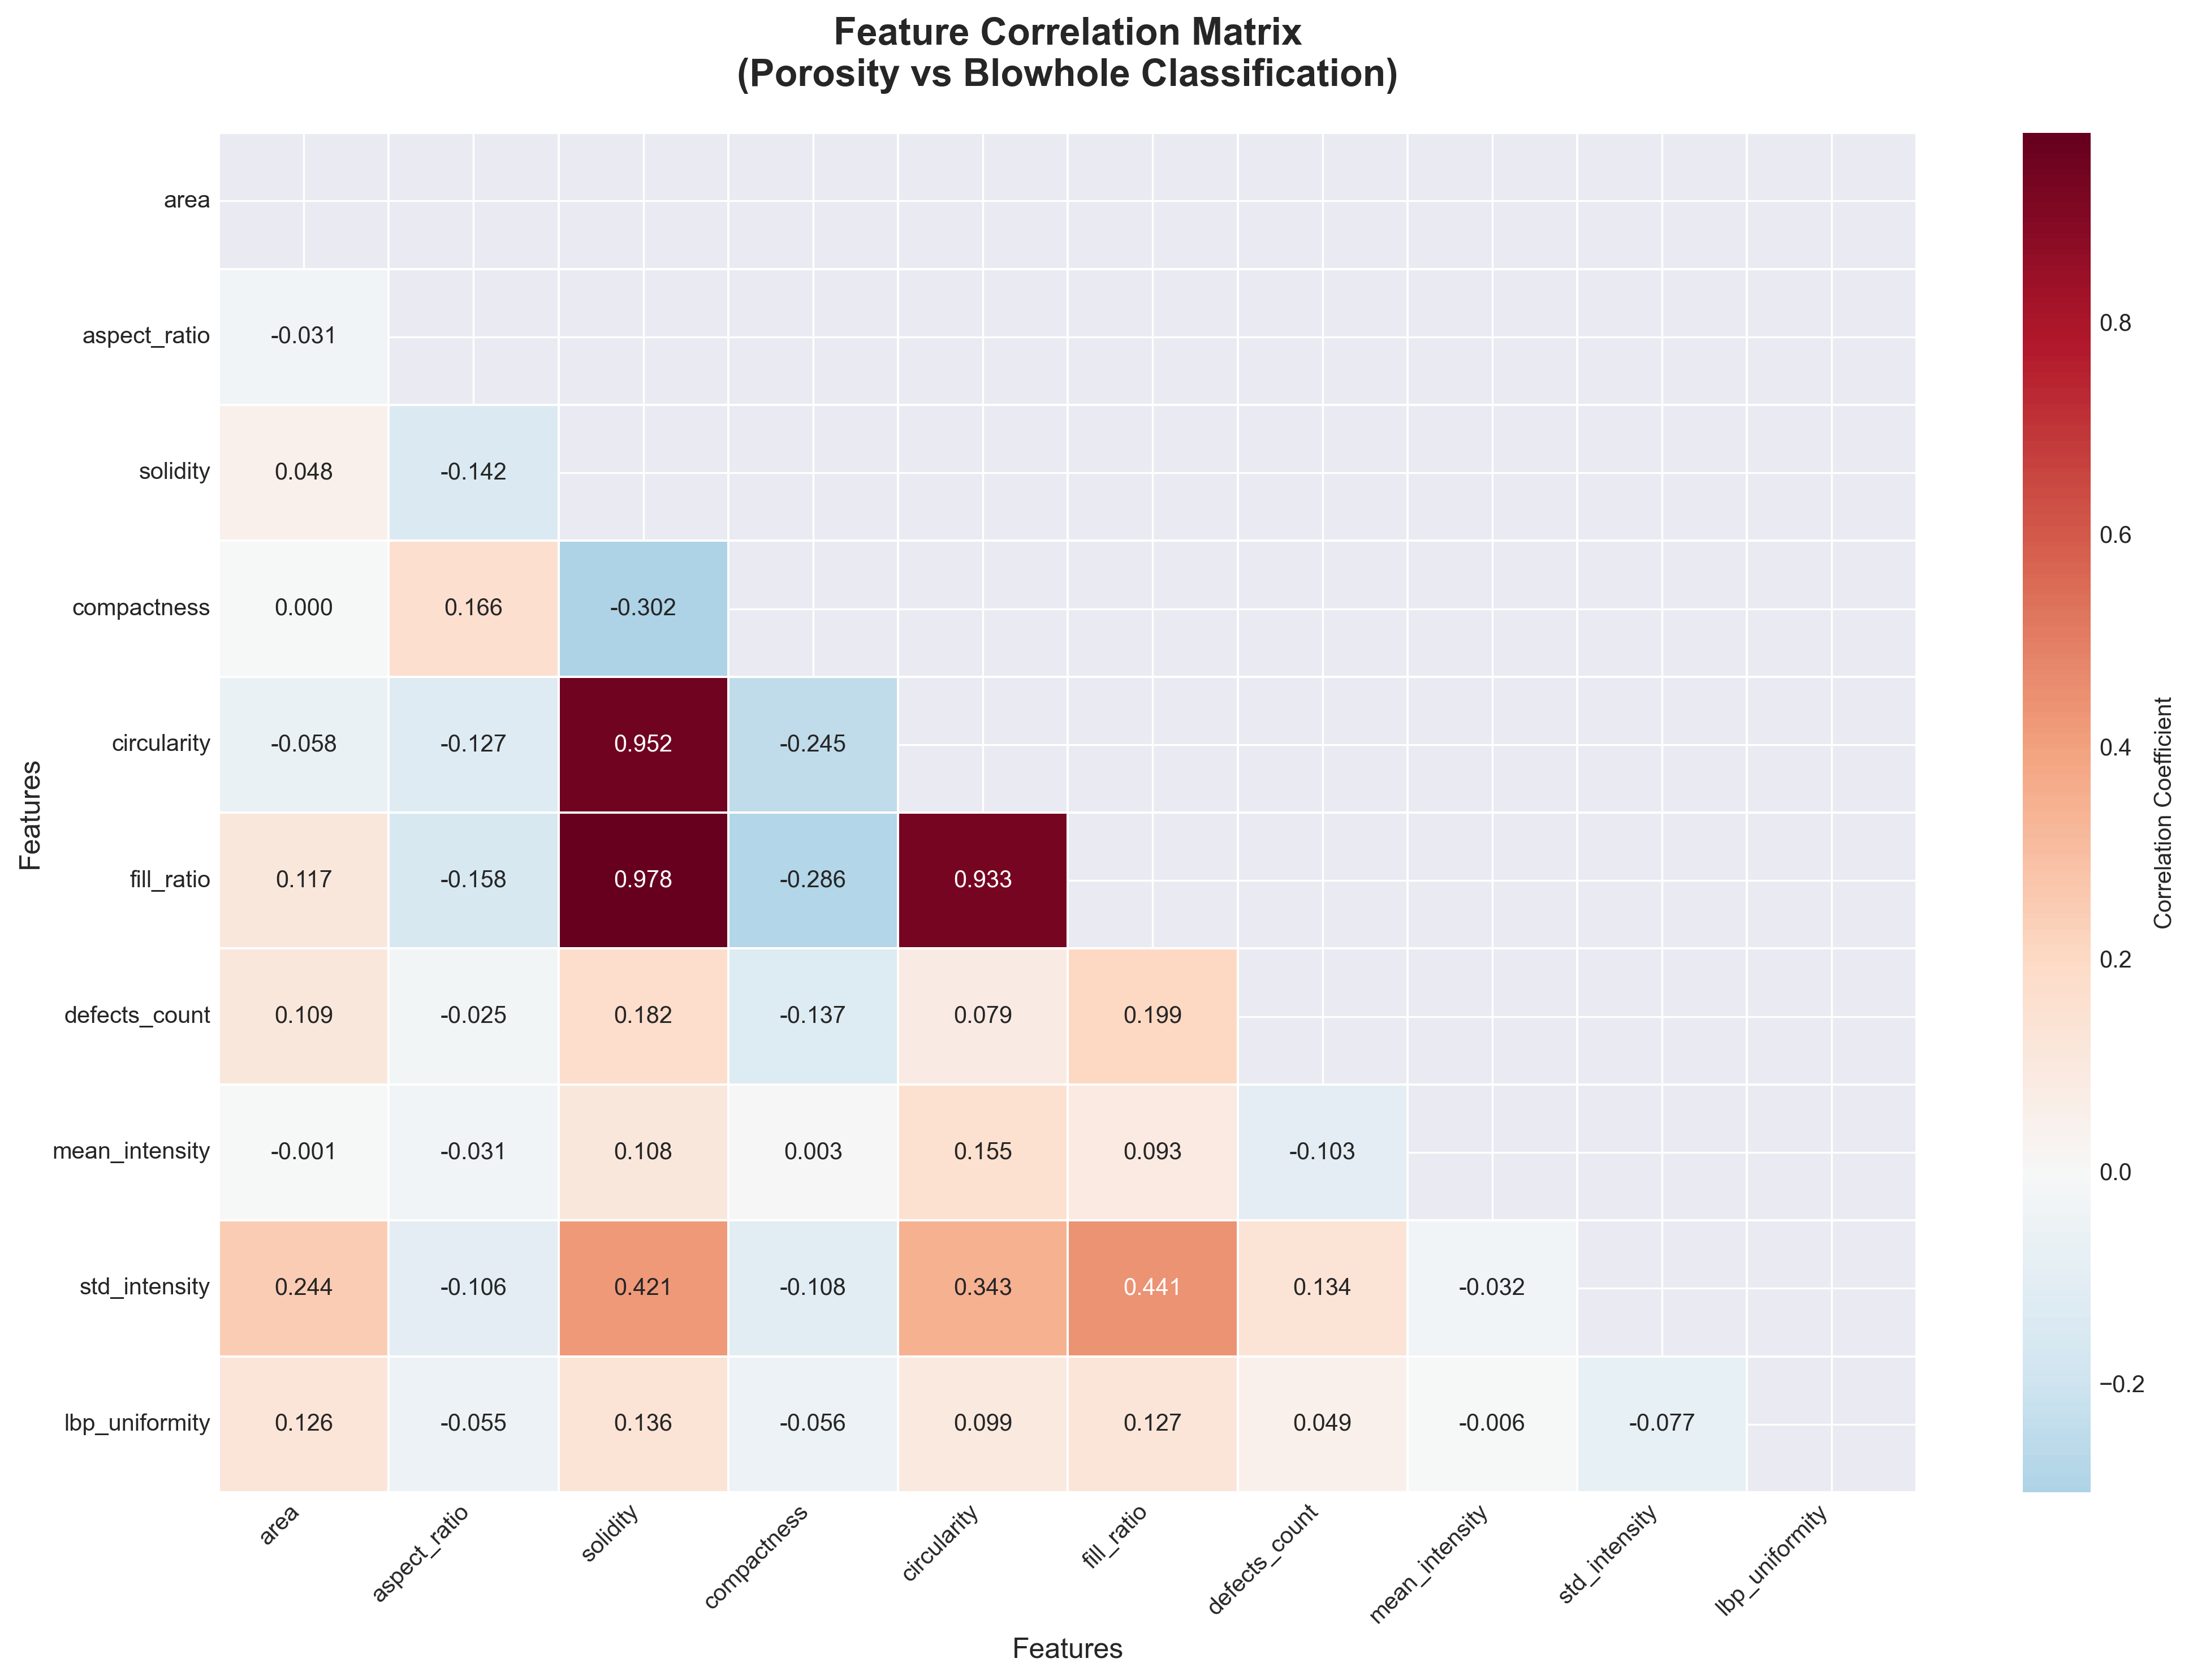 Feature Correlation Matrix
(Porosity vs Blowhole Classification)
area
aspect_ratio -0.031
solidity 0.048 -0.142
compactness 0.000 0.166 -0.302
circularity -0.058 -0.127 0.952 -0.245
fill_ratio 0.117 -0.158 0.978 -0.286 0.933
defects_count 0.109 -0.025 0.182 -0.137 0.079 0.199
mean_intensity -0.001 -0.031 0.108 0.003 0.155 0.093 -0.103
std_intensity 0.244 -0.106 0.421 -0.108 0.343 0.441 0.134 -0.032
lbp_uniformity 0.126 -0.055 0.136 -0.056 0.099 0.127 0.049 -0.006 -0.077
area aspect_ratio solidity compactness circularity fill_ratio defects_count mean_intensity std_intensity lbp_uniformity
Features
Features
0.8
0.6
0.4
0.2
0.0
−0.2
Correlation Coefficient